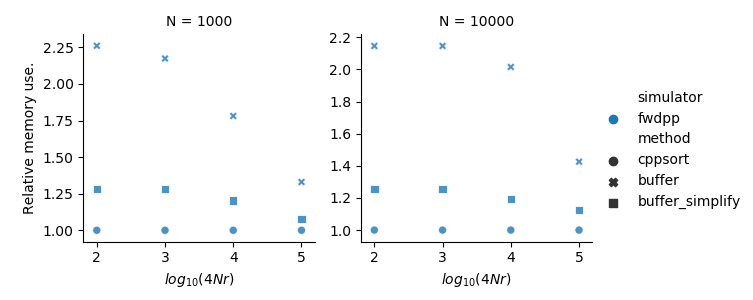 N = 1000
N = 10000
Relative memory use.
2.25
2.00
1.75
1.50
1.25
1.00
2 3 4 5
log10(4Nr)
2.2
2.0
1.8
1.6
1.4
1.2
1.0
2 3 4 5
log10(4Nr)
simulator
fwdpp
method
cppsort
buffer
buffer_simplify